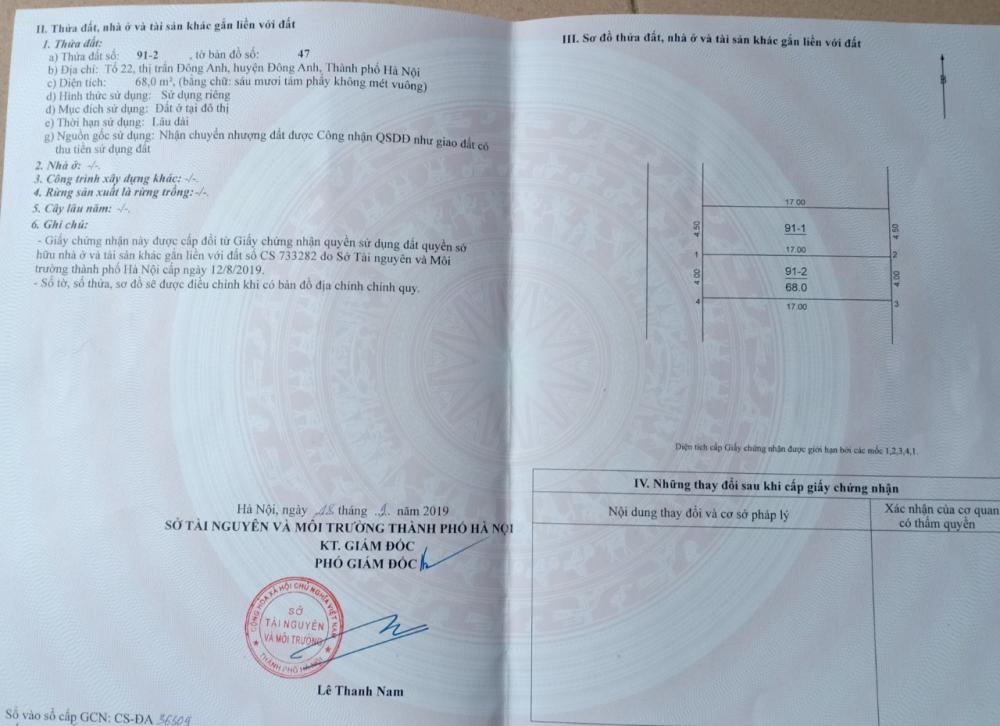 II. Thửa đất, nhà ở và tài sản khác gắn liền với đất
1. Thửa đất:
a) Thửa đất số: 91-2 , tờ bản đồ số: 47
b) Địa chỉ: Tổ 22, thị trấn Đông Anh, huyện Đông Anh, Thành phố Hà Nội
c) Diện tích: 68,0 m², (bằng chữ: sáu mươi tám phẩy không mét vuông)
d) Hình thức sử dụng: Sử dụng riêng
đ) Mục đích sử dụng: Đất ở tại đô thị
e) Thời hạn sử dụng: Lâu dài
g) Nguồn gốc sử dụng: Nhận chuyển nhượng đất được Công nhận QSDĐ như giao đất có
thu tiền sử dụng đất
2. Nhà ở: -/-.
3. Công trình xây dựng khác: -/-.
4. Rừng sản xuất là rừng trồng: -/-.
5. Cây lâu năm: -/-.
6. Ghi chú:
- Giấy chứng nhận này được cấp đổi từ Giấy chứng nhận quyền sử dụng đất quyền sở
hữu nhà ở và tài sản khác gắn liền với đất số CS 733282 do Sở Tài nguyên và Môi
trường thành phố Hà Nội cấp ngày 12/8/2019.
- Số tờ, số thửa, sơ đồ sẽ được điều chỉnh khi có bản đồ địa chính chính quy.
Hà Nội, ngày tháng năm 2019
SỞ TÀI NGUYÊN VÀ MÔI TRƯỜNG THÀNH PHỐ HÀ NỘI
KT. GIÁM ĐỐC
PHÓ GIÁM ĐỐC
CỘNG HÒA XÃ HỘI CHỦ NGHĨA VIỆT NAM
SỞ
TÀI NGUYÊN
VÀ MÔI TRƯỜNG
THÀNH PHỐ HÀ NỘI
Lê Thanh Nam
Số vào sổ cấp GCN: CS-ĐA 36609
III. Sơ đồ thửa đất, nhà ở và tài sản khác gắn liền với đất
B
17.00
4.50
91-1
4.50
1
17.00
2
4.00
91-2
68.0
4.00
4
17.00
3
Diện tích cấp Giấy chứng nhận được giới hạn bởi các mốc 1,2,3,4,1.
IV. Những thay đổi sau khi cấp giấy chứng nhận
Nội dung thay đổi và cơ sở pháp lý
Xác nhận của cơ quan
có thẩm quyền